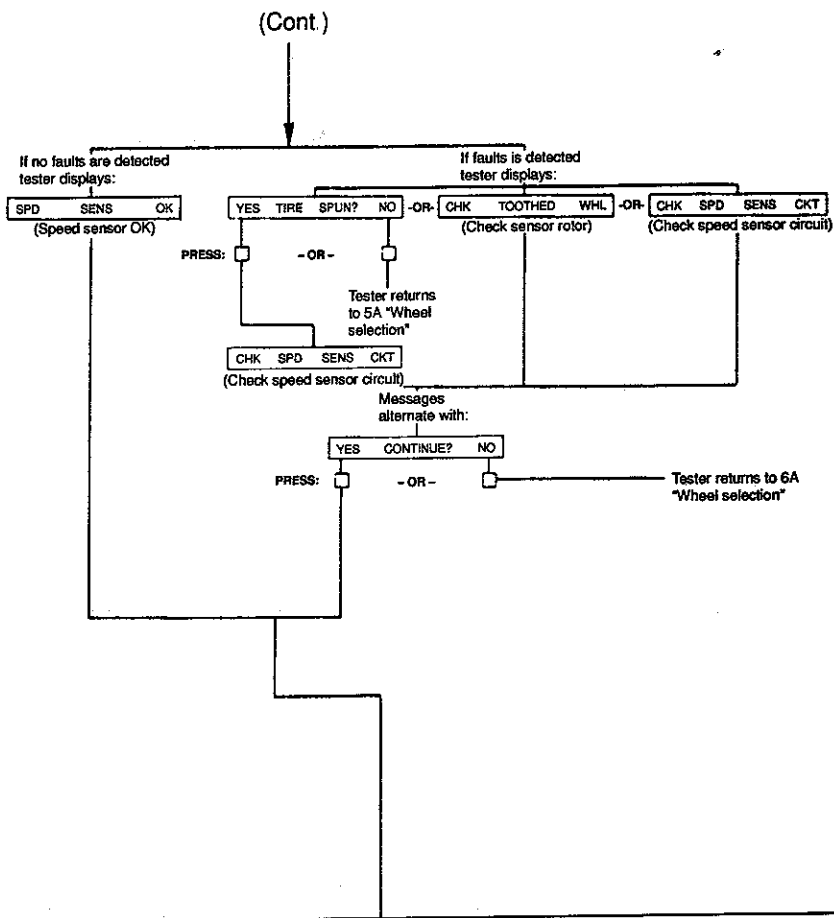 (Cont.)
If no faults are detected
tester displays:
If faults is detected
tester displays:
SPD SENS OK
(Speed sensor OK)
YES TIRE SPUN? NO
-OR-
CHK TOOTHED WHL
(Check sensor rotor)
-OR-
CHK SPD SENS CKT
(Check speed sensor circuit)
PRESS:
- OR -
Tester returns
to 5A "Wheel
selection"
CHK SPD SENS CKT
(Check speed sensor circuit)
Messages
alternate with:
YES CONTINUE? NO
PRESS:
- OR -
Tester returns to 6A
"Wheel selection"